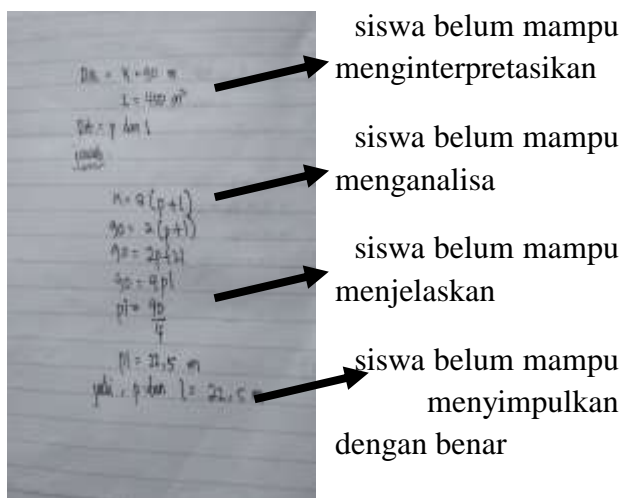 Dik = K = 90 m
L = 400 m²
Dit = p dan l
Jawab
K = 2(p+l)
90 = 2(p+l)
90 = 2p+2l
90 = 4pl
pl = 90
4
pl = 22,5 m
jadi, p dan l = 22,5 m
siswa belum mampu
menginterpretasikan
siswa belum mampu
menganalisa
siswa belum mampu
menjelaskan
siswa belum mampu
menyimpulkan
dengan benar